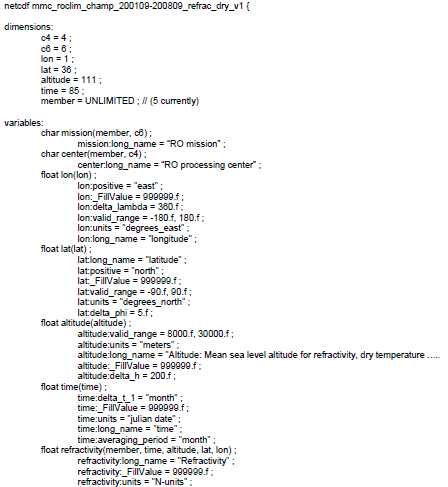 netcdf mmc_roclim_champ_200109-200809_refrac_dry_v1 {
dimensions:
c4 = 4 ;
c6 = 6 ;
lon = 1 ;
lat = 36 ;
altitude = 111 ;
time = 85 ;
member = UNLIMITED ; // (5 currently)
variables:
char mission(member, c6) ;
mission:long_name = "RO mission" ;
char center(member, c4) ;
center:long_name = "RO processing center" ;
float lon(lon) ;
lon:positive = "east" ;
lon:_FillValue = 999999.f ;
lon:delta_lambda = 360.f ;
lon:valid_range = -180.f, 180.f ;
lon:units = "degrees_east" ;
lon:long_name = "longitude" ;
float lat(lat) ;
lat:long_name = "latitude" ;
lat:positive = "north" ;
lat:_FillValue = 999999.f ;
lat:valid_range = -90.f, 90.f ;
lat:units = "degrees_north" ;
lat:delta_phi = 5.f ;
float altitude(altitude) ;
altitude:valid_range = 8000.f, 30000.f ;
altitude:units = "meters" ;
altitude:long_name = "Altitude: Mean sea level altitude for refractivity, dry temperature .....
altitude:_FillValue = 999999.f ;
altitude:delta_h = 200.f ;
float time(time) ;
time:delta_t_1 = "month" ;
time:_FillValue = 999999.f ;
time:units = "julian date" ;
time:long_name = "time" ;
time:averaging_period = "month" ;
float refractivity(member, time, altitude, lat, lon) ;
refractivity:long_name = "Refractivity" ;
refractivity:_FillValue = 999999.f ;
refractivity:units = "N-units" ;